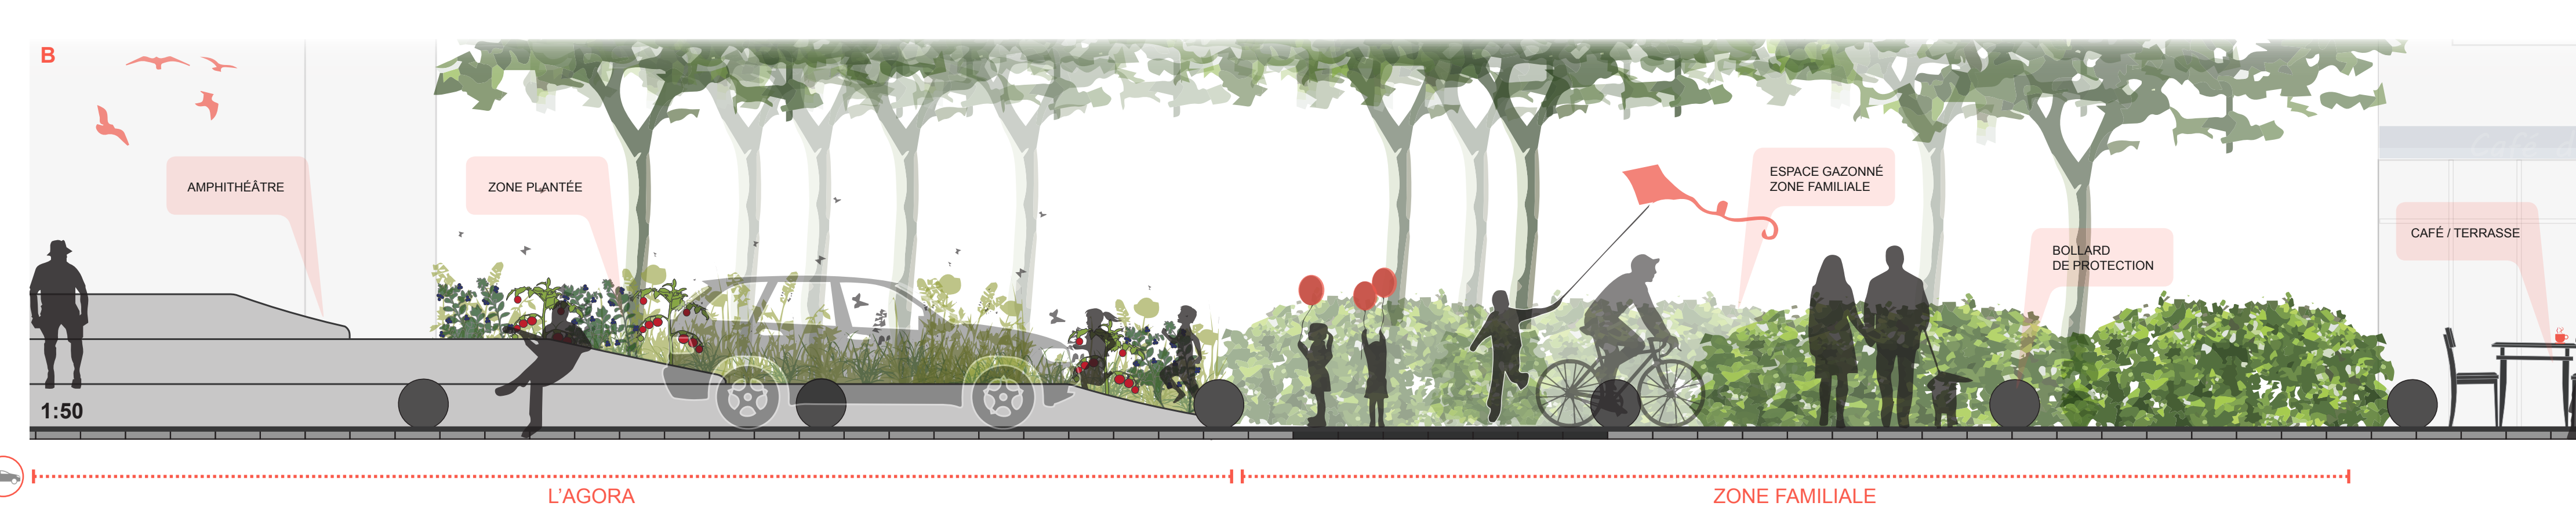 B
AMPHITHÉÂTRE
ZONE PLANTÉE
ESPACE GAZONNÉ
ZONE FAMILIALE
BOLLARD
DE PROTECTION
CAFÉ / TERRASSE
1:50
L'AGORA
ZONE FAMILIALE